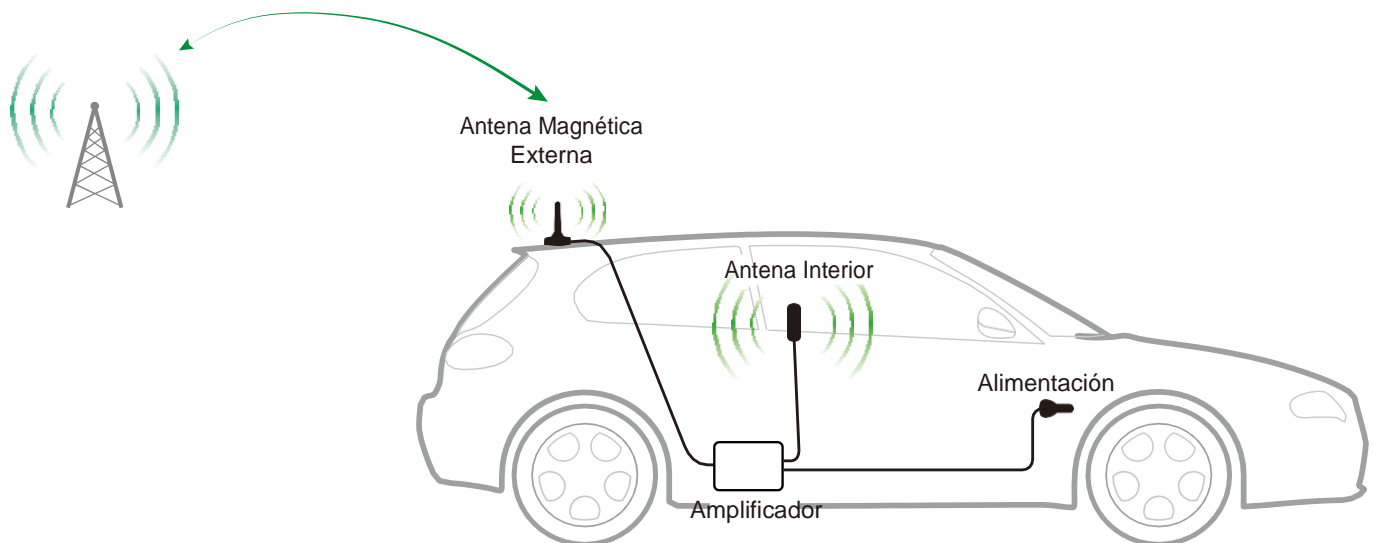 Antena Magnética
Externa
Antena Interior
Alimentación
Amplificador